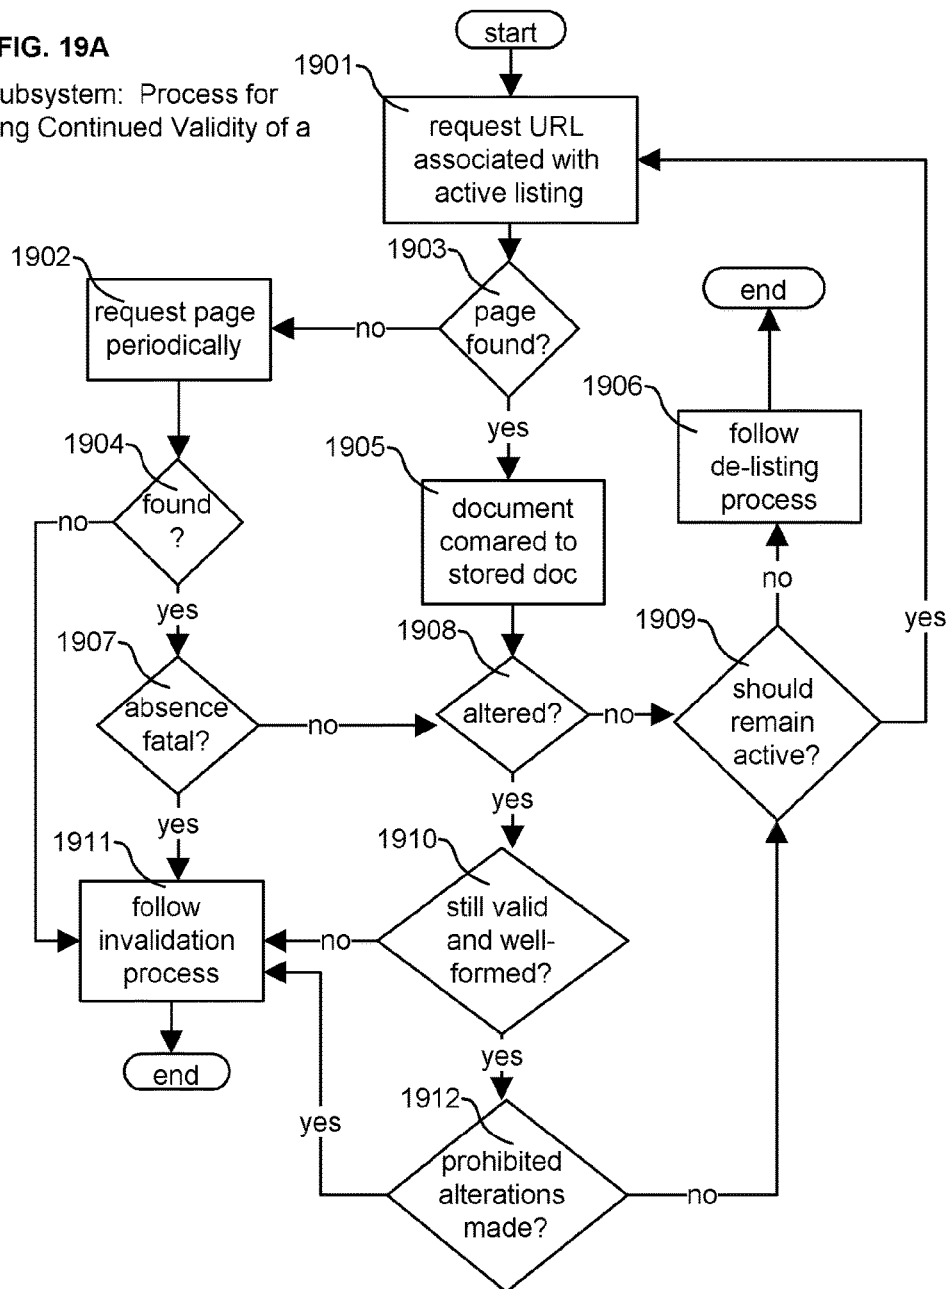 FIG. 19A
ubsystem: Process for
ng Continued Validity of a
start
1901
request URL
associated with
active listing
1902
request page
periodically
1903
page
found?
no
yes
end
1904
found
?
no
yes
1905
document
comared to
stored doc
1906
follow
de-listing
process
no
yes
1907
absence
fatal?
no
yes
1908
altered?
no
yes
1909
should
remain
active?
1911
follow
invalidation
process
1910
still valid
and well-
formed?
no
yes
end
yes
1912
prohibited
alterations
made?
no